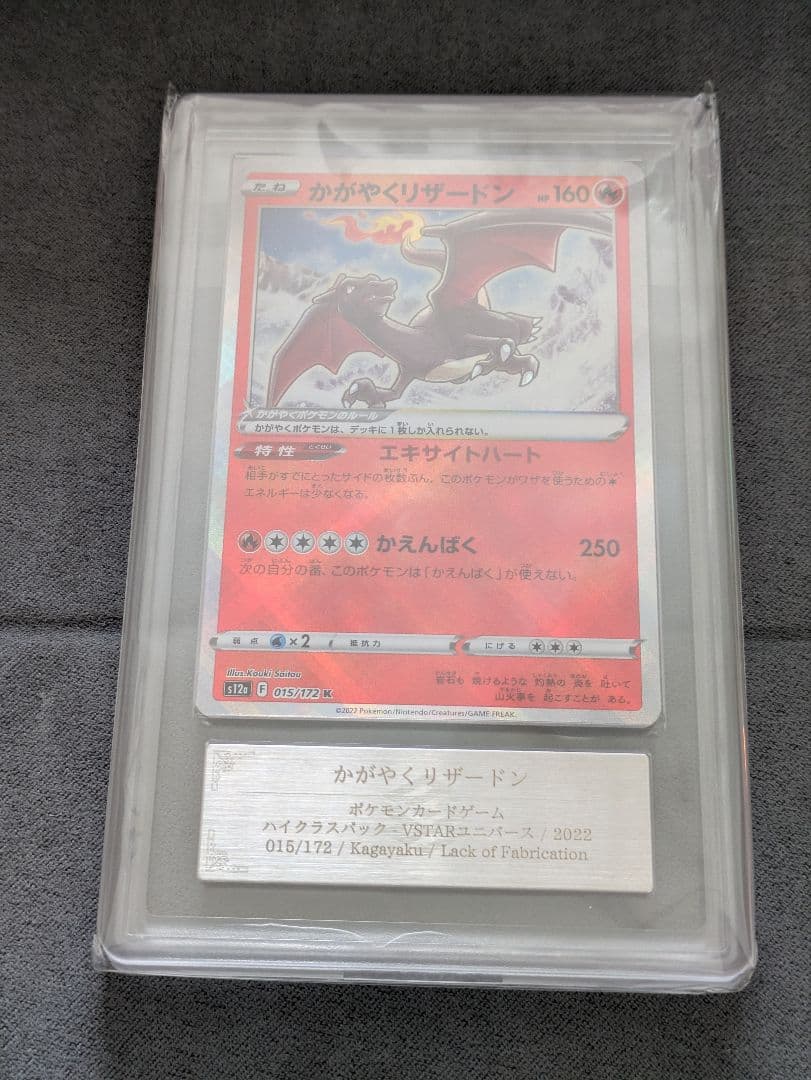 たね かがやくリザードン HP160
かがやくポケモンのルール
かがやくポケモンは、デッキに1枚しか入れられない。
特性 エキサイトハート
相手がすでにとったサイドの枚数ぶん、このポケモンがワザを使うための
エネルギーは少なくなる。
かえんばく 250
次の自分の番、このポケモンは「かえんばく」が使えない。
弱点 ×2 抵抗力 にげる
Illus. Kouki Saitou
s12a F 015/172 K
岩石も 焼けるような 灼熱の 炎を 吐いて
山火事を 起こすことが ある。
©2022 Pokémon/Nintendo/Creatures/GAME FREAK.
かがやくリザードン
ポケモンカードゲーム
ハイクラスパック - VSTARユニバース / 2022
015/172 / Kagayaku / Lack of Fabrication